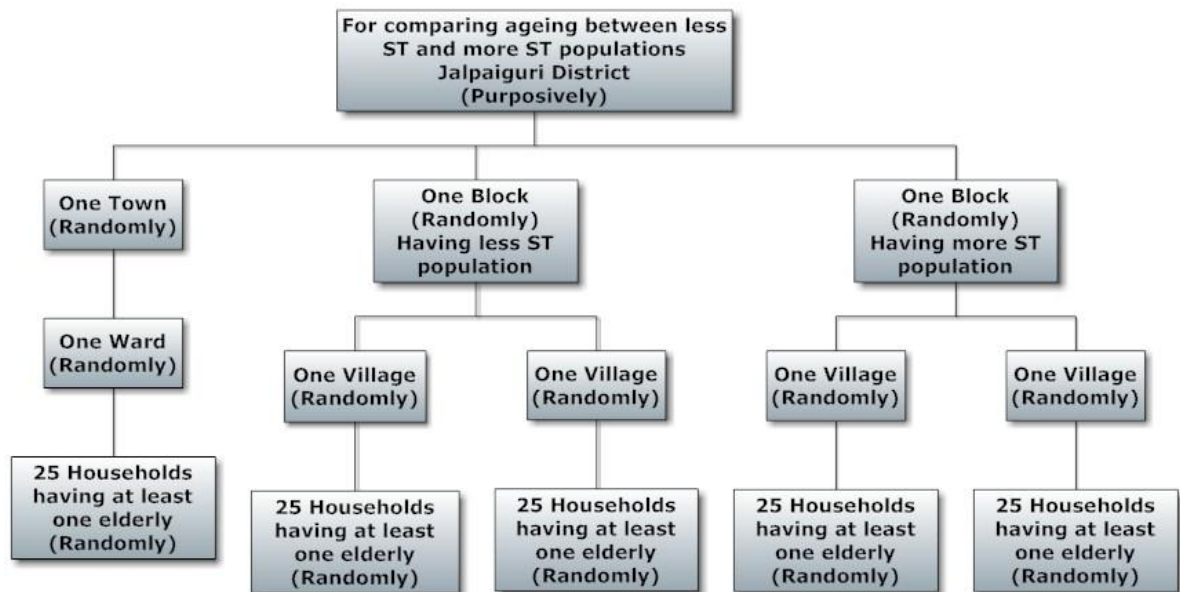 For comparing ageing between less
ST and more ST populations
Jalpaiguri District
(Purposively)
One Town
(Randomly)
One Block
(Randomly)
Having less ST
population
One Block
(Randomly)
Having more ST
population
One Ward
(Randomly)
One Village
(Randomly)
One Village
(Randomly)
One Village
(Randomly)
One Village
(Randomly)
25 Households
having at least
one elderly
(Randomly)
25 Households
having at least
one elderly
(Randomly)
25 Households
having at least
one elderly
(Randomly)
25 Households
having at least
one elderly
(Randomly)
25 Households
having at least
one elderly
(Randomly)